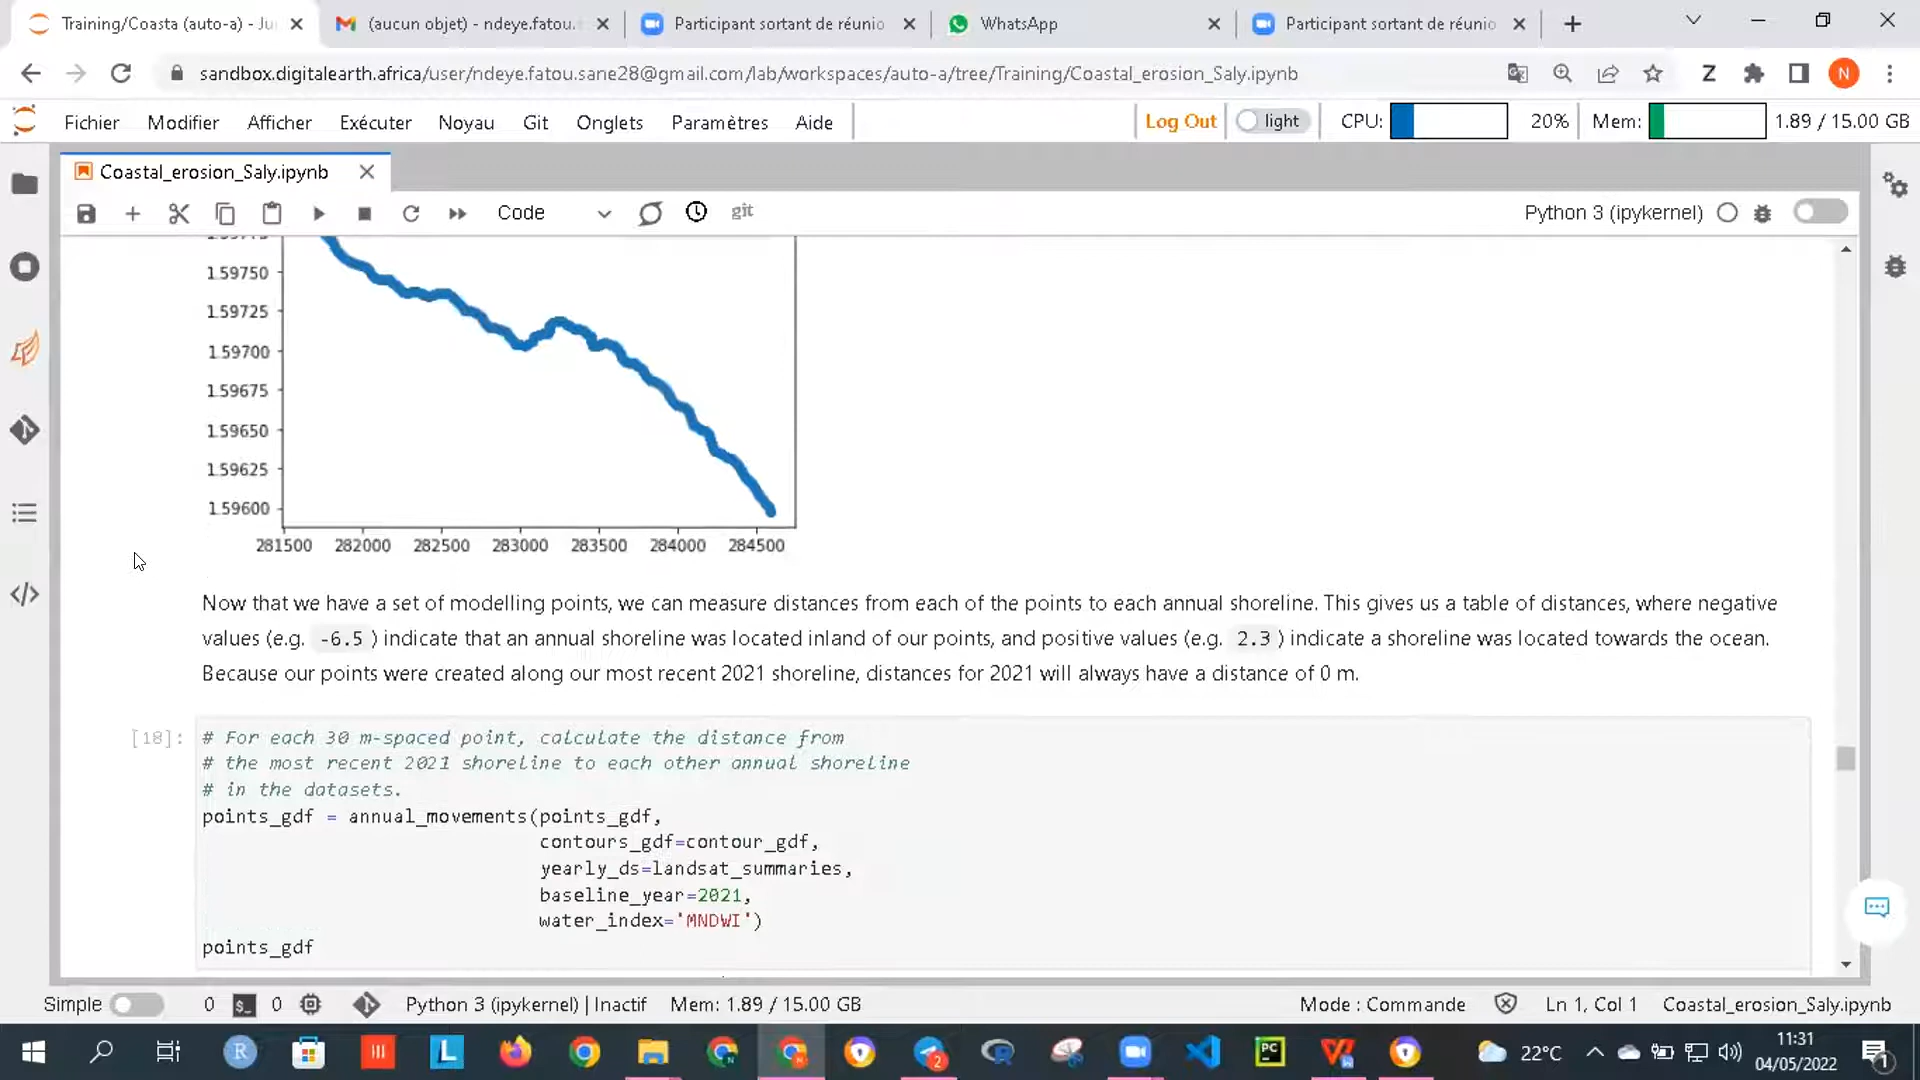 Training/Coasta (auto-a) - Ju
(aucun objet) - ndeye.fatou.
Participant sortant de réunio
WhatsApp
Participant sortant de réunio
sandbox.digitalearth.africa/user/ndeye.fatou.sane28@gmail.com/lab/workspaces/auto-a/tree/Training/Coastal_erosion_Saly.ipynb
Z
N
Fichier Modifier Afficher Exécuter Noyau Git Onglets Paramètres Aide
Log Out light CPU: 20% Mem: 1.89 / 15.00 GB
Coastal_erosion_Saly.ipynb
Code
git
Python 3 (ipykernel)
1.59775
1.59750
1.59725
1.59700
1.59675
1.59650
1.59625
1.59600
281500 282000 282500 283000 283500 284000 284500
Now that we have a set of modelling points, we can measure distances from each of the points to each annual shoreline. This gives us a table of distances, where negative
values (e.g. -6.5 ) indicate that an annual shoreline was located inland of our points, and positive values (e.g. 2.3 ) indicate a shoreline was located towards the ocean.
Because our points were created along our most recent 2021 shoreline, distances for 2021 will always have a distance of 0 m.
[18]: # For each 30 m-spaced point, calculate the distance from
# the most recent 2021 shoreline to each other annual shoreline
# in the datasets.
points_gdf = annual_movements(points_gdf,
contours_gdf=contour_gdf,
yearly_ds=landsat_summaries,
baseline_year=2021,
water_index='MNDWI')
points_gdf
Simple 0 $_ 0 Python 3 (ipykernel) | Inactif Mem: 1.89 / 15.00 GB
Mode : Commande Ln 1, Col 1 Coastal_erosion_Saly.ipynb
R
L
N
2
R
PC
22°C
11:31
04/05/2022
1